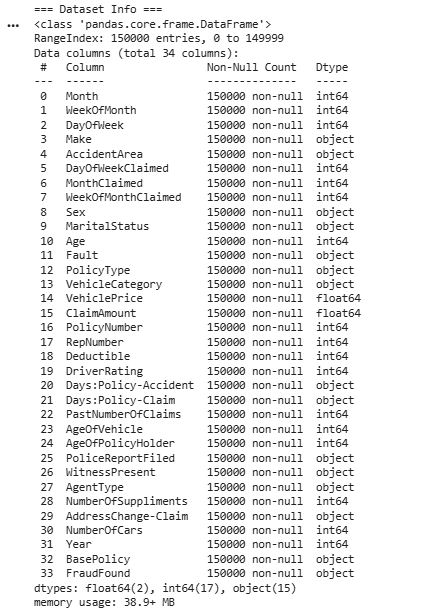 === Dataset Info ===
<class 'pandas.core.frame.DataFrame'>
RangeIndex: 150000 entries, 0 to 149999
Data columns (total 34 columns):
 #   Column               Non-Null Count   Dtype
---  ------               --------------   -----
 0   Month                150000 non-null  int64
 1   WeekOfMonth          150000 non-null  int64
 2   DayOfWeek            150000 non-null  int64
 3   Make                 150000 non-null  object
 4   AccidentArea         150000 non-null  object
 5   DayOfWeekClaimed     150000 non-null  int64
 6   MonthClaimed         150000 non-null  int64
 7   WeekOfMonthClaimed   150000 non-null  int64
 8   Sex                  150000 non-null  object
 9   MaritalStatus        150000 non-null  object
 10  Age                  150000 non-null  int64
 11  Fault                150000 non-null  object
 12  PolicyType           150000 non-null  object
 13  VehicleCategory      150000 non-null  object
 14  VehiclePrice         150000 non-null  float64
 15  ClaimAmount          150000 non-null  float64
 16  PolicyNumber         150000 non-null  int64
 17  RepNumber            150000 non-null  int64
 18  Deductible           150000 non-null  int64
 19  DriverRating         150000 non-null  int64
 20  Days:Policy-Accident 150000 non-null  object
 21  Days:Policy-Claim    150000 non-null  object
 22  PastNumberOfClaims   150000 non-null  int64
 23  AgeOfVehicle         150000 non-null  int64
 24  AgeOfPolicyHolder    150000 non-null  int64
 25  PoliceReportFiled    150000 non-null  object
 26  WitnessPresent       150000 non-null  object
 27  AgentType            150000 non-null  object
 28  NumberOfSuppliments  150000 non-null  int64
 29  AddressChange-Claim  150000 non-null  object
 30  NumberOfCars         150000 non-null  int64
 31  Year                 150000 non-null  int64
 32  BasePolicy           150000 non-null  object
 33  FraudFound           150000 non-null  object
dtypes: float64(2), int64(17), object(15)
memory usage: 38.9+ MB